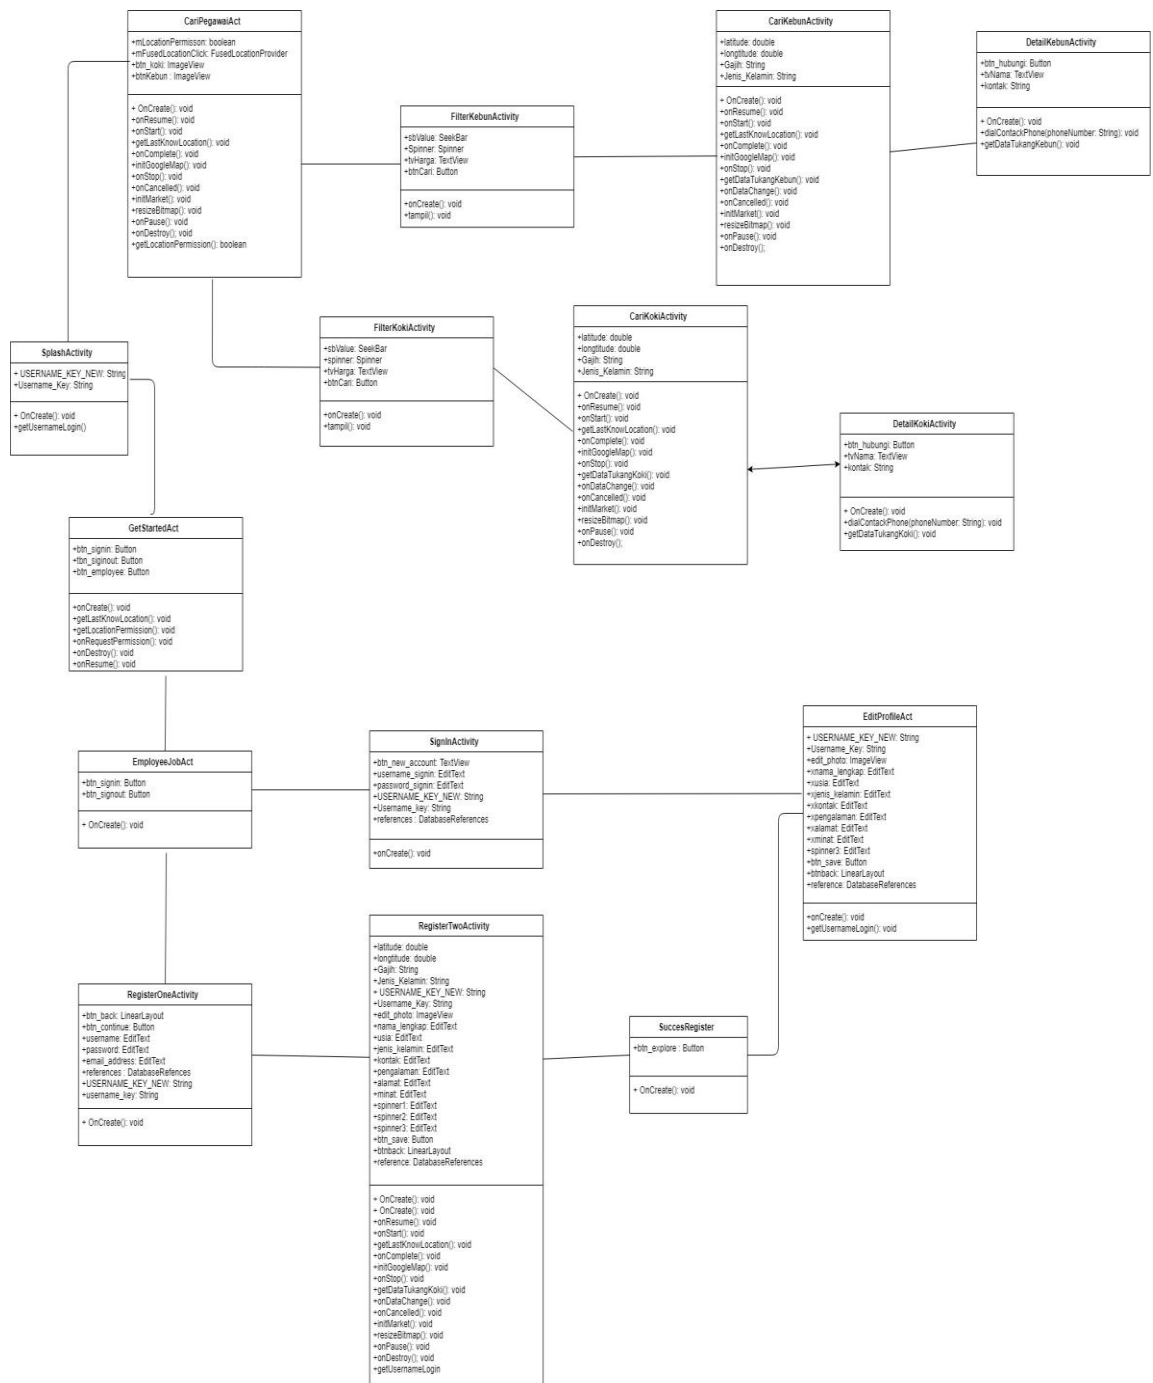 CariPegawaiAct
+mLocationPermisson: boolean
+mFusedLocationClick: FusedLocationProvider
+btn_koki: ImageView
+btnKebun : ImageView
+ OnCreate(): void
+onResume(): void
+onStart(): void
+getLastKnowLocation(): void
+onComplete(): void
+initGoogleMap(): void
+onStop(): void
+onCancelled(): void
+initMarket(): void
+resizeBitmap(): void
+onPause(): void
+onDestroy(); void
+getLocationPermission(): boolean
FilterKebunActivity
+sbValue: SeekBar
+Spinner: Spinner
+tvHarga: TextView
+btnCari: Button
+onCreate(): void
+tampil(): void
CariKebunActivity
+latitude: double
+longtitude: double
+Gajih: String
+Jenis_Kelamin: String
+ OnCreate(): void
+onResume(): void
+onStart(): void
+getLastKnowLocation(): void
+onComplete(): void
+initGoogleMap(): void
+onStop(): void
+getDataTukangKebun(): void
+onDataChange(): void
+onCancelled(): void
+initMarket(): void
+resizeBitmap(): void
+onPause(): void
+onDestroy();
DetailKebunActivity
+btn_hubungi: Button
+tvNama: TextView
+kontak: String
+ OnCreate(): void
+dialContackPhone(phoneNumber: String): void
+getDataTukangKebun(): void
SplashActivity
+ USERNAME_KEY_NEW: String
+Username_Key: String
+ OnCreate(): void
+getUsernameLogin()
FilterKokiActivity
+sbValue: SeekBar
+spinner: Spinner
+tvHarga: TextView
+btnCari: Button
+onCreate(): void
+tampil(): void
CariKokiActivity
+latitude: double
+longtitude: double
+Gajih: String
+Jenis_Kelamin: String
+ OnCreate(): void
+onResume(): void
+onStart(): void
+getLastKnowLocation(): void
+onComplete(): void
+initGoogleMap(): void
+onStop(): void
+getDataTukangKoki(): void
+onDataChange(): void
+onCancelled(): void
+initMarket(): void
+resizeBitmap(): void
+onPause(): void
+onDestroy();
DetailKokiActivity
+btn_hubungi: Button
+tvNama: TextView
+kontak: String
+ OnCreate(): void
+dialContackPhone(phoneNumber: String): void
+getDataTukangKoki(): void
GetStartedAct
+btn_signin: Button
+tbn_siginout: Button
+btn_employee: Button
+onCreate(): void
+getLastKnowLocation(): void
+getLocationPermission(): void
+onRequestPermission(): void
+onDestroy(): void
+onResume(): void
EmployeeJobAct
+btn_signin: Button
+btn_signout: Button
+ OnCreate(): void
SignInActivity
+btn_new_account: TextView
+username_signin: EditText
+password_signin: EditText
+USERNAME_KEY_NEW: String
+Username_key: String
+references : DatabaseReferences
+onCreate(): void
EditProfileAct
+ USERNAME_KEY_NEW: String
+Username_Key: String
+edit_photo: ImageView
+xnama_lengkap: EditText
+xusia: EditText
+xjenis_kelamin: EditText
+xkontak: EditText
+xpengalaman: EditText
+xalamat: EditText
+xminat: EditText
+spinner3: EditText
+btn_save: Button
+btnback: LinearLayout
+reference: DatabaseReferences
+onCreate(): void
+getUsernameLogin(): void
RegisterOneActivity
+btn_back: LinearLayout
+btn_continue: Button
+username: EditText
+password: EditText
+email_address: EditText
+references : DatabaseRefences
+USERNAME_KEY_NEW: String
+username_key: String
+ OnCreate(): void
RegisterTwoActivity
+latitude: double
+longtitude: double
+Gajih: String
+Jenis_Kelamin: String
+ USERNAME_KEY_NEW: String
+Username_Key: String
+edit_photo: ImageView
+nama_lengkap: EditText
+usia: EditText
+jenis_kelamin: EditText
+kontak: EditText
+pengalaman: EditText
+alamat: EditText
+minat: EditText
+spinner1: EditText
+spinner2: EditText
+spinner3: EditText
+btn_save: Button
+btnback: LinearLayout
+reference: DatabaseReferences
+ OnCreate(): void
+ OnCreate(): void
+onResume(): void
+onStart(): void
+getLastKnowLocation(): void
+onComplete(): void
+initGoogleMap(): void
+onStop(): void
+getDataTukangKoki(): void
+onDataChange(): void
+onCancelled(): void
+initMarket(): void
+resizeBitmap(): void
+onPause(): void
+onDestroy(); void
+getUsernameLogin
SuccesRegister
+btn_explore : Button
+ OnCreate(): void